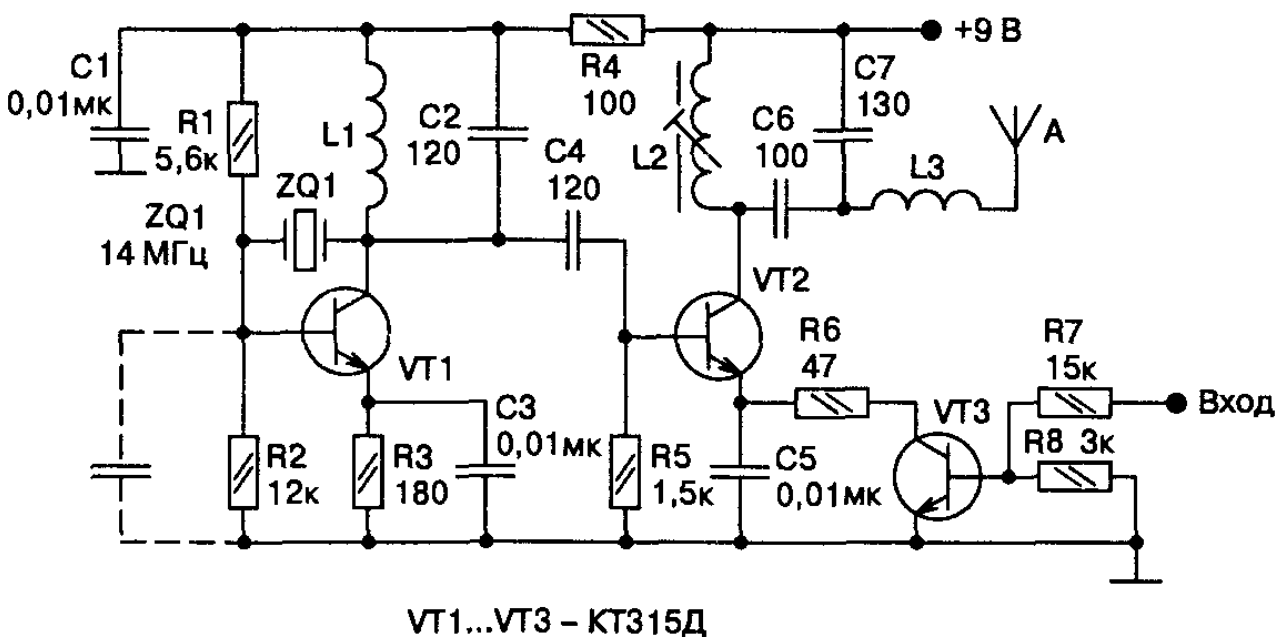 C1
0,01мк
R1
5,6к
L1
C2
120
R4
100
+9 В
C7
130
A
L2
C6
100
L3
C4
120
ZQ1
ZQ1
14 МГц
VT1
VT2
R6
47
R7
15к
Вход
VT3
R8 3к
C3
0,01мк
R2
12к
R3
180
R5
1,5к
C5
0,01мк
VT1...VT3 – КТ315Д